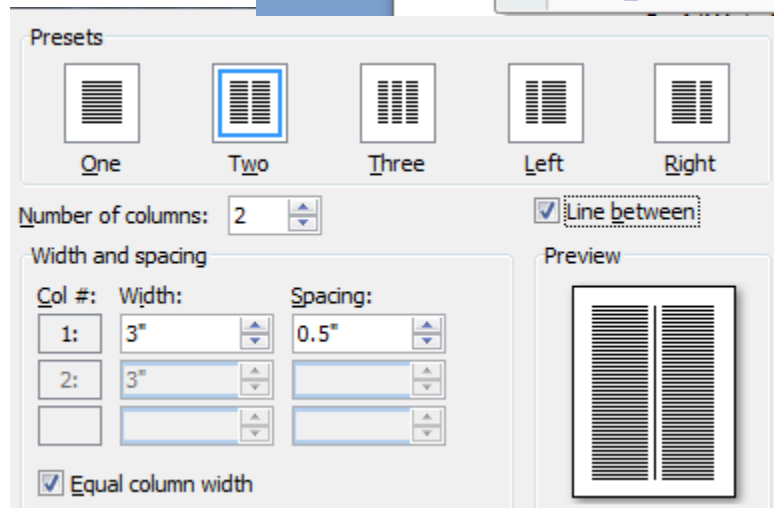 Presets
One Two Three Left Right
Number of columns: 2 Line between
Width and spacing Preview
Col #: Width: Spacing:
1: 3" 0.5"
2: 3"
Equal column width